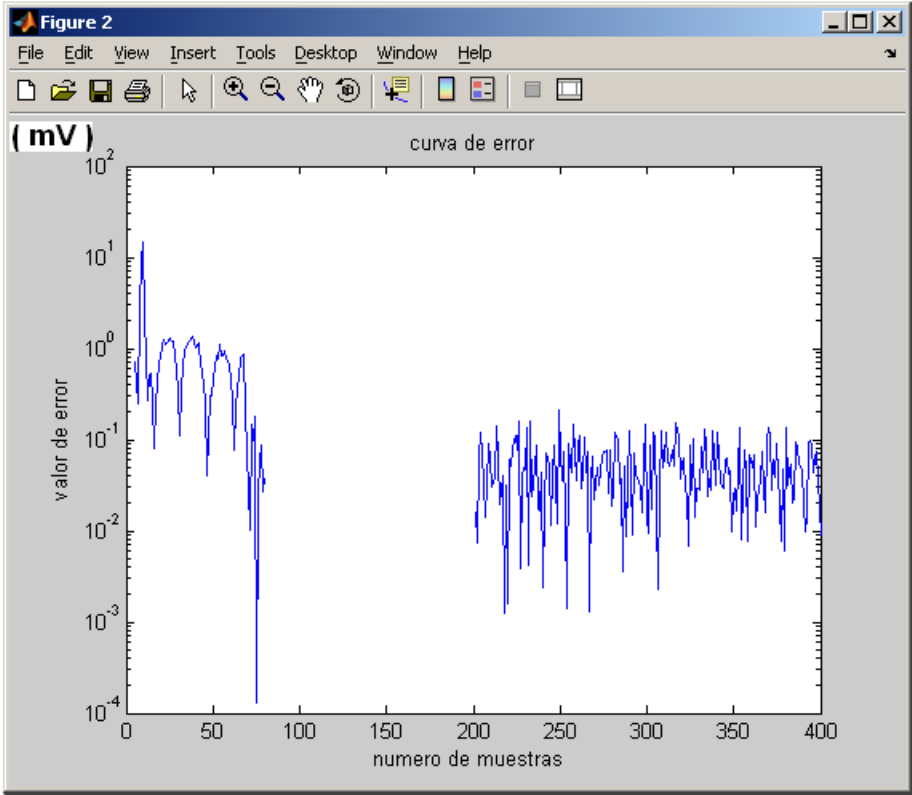 Figure 2
File Edit View Insert Tools Desktop Window Help
( mV )
curva de error
10^2
10^1
10^0
10^-1
10^-2
10^-3
10^-4
valor de error
0 50 100 150 200 250 300 350 400
numero de muestras